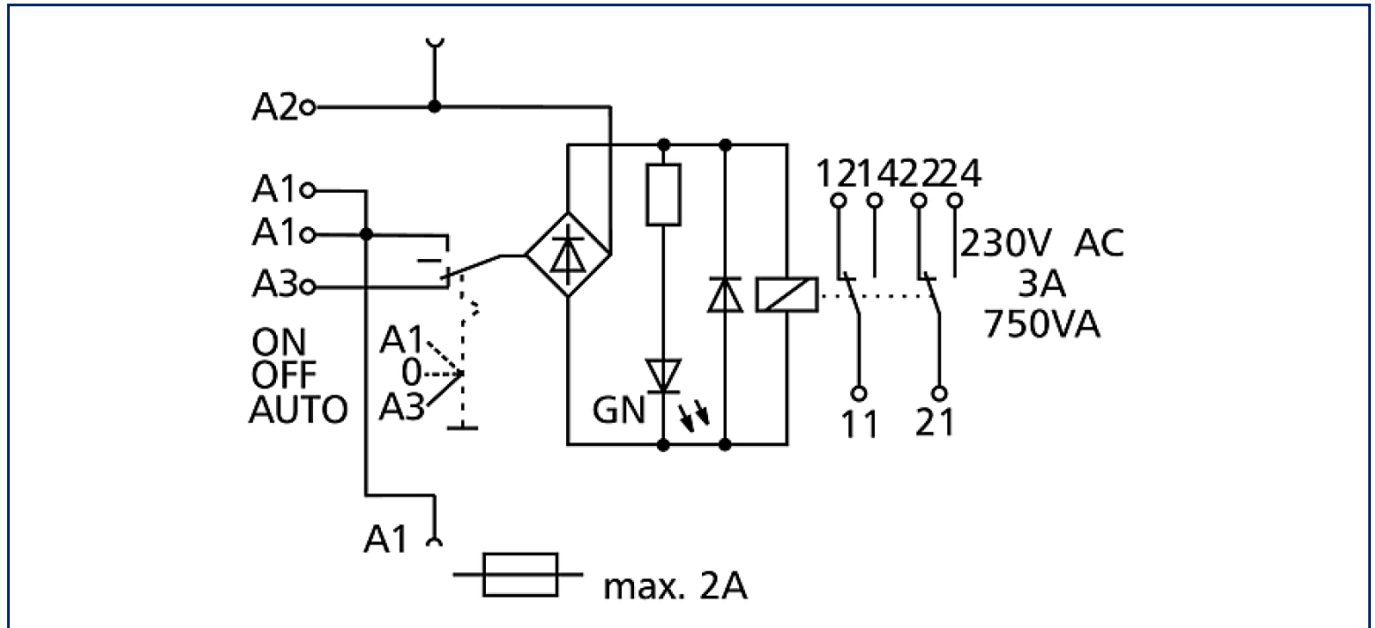 A2
A1
A1
A3
ON
OFF
AUTO
A1
0
A3
A1
GN
12 14 22 24
230V AC
3A
750VA
11
21
max. 2A